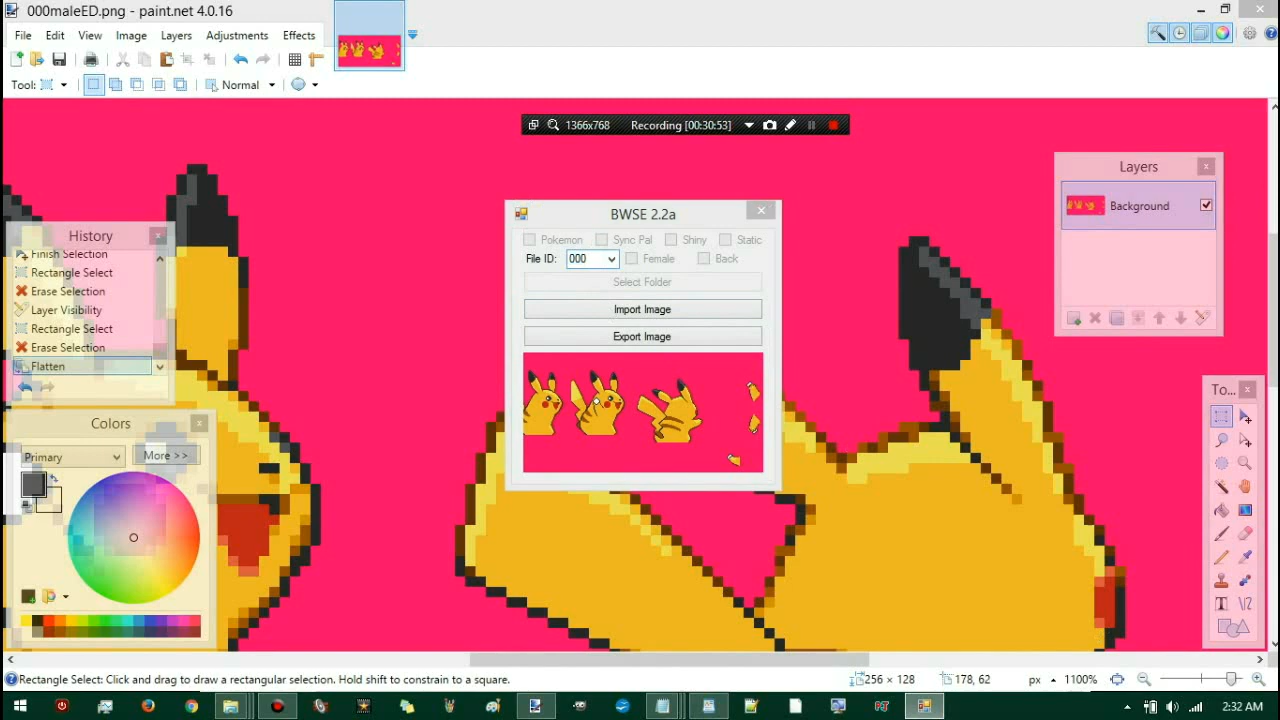 000maleED.png - paint.net 4.0.16
File Edit View Image Layers Adjustments Effects
Tool: Normal
1366x768 Recording [00:30:53]
Layers
Background
History
Finish Selection
Rectangle Select
Erase Selection
Layer Visibility
Rectangle Select
Erase Selection
Flatten
BWSE 2.2a
Pokemon Sync Pal Shiny Static
File ID: 000 Female Back
Select Folder
Import Image
Export Image
Colors
Primary More >>
To...
Rectangle Select: Click and drag to draw a rectangular selection. Hold shift to constrain to a square.
256 × 128 178, 62 px 1100%
2:32 AM